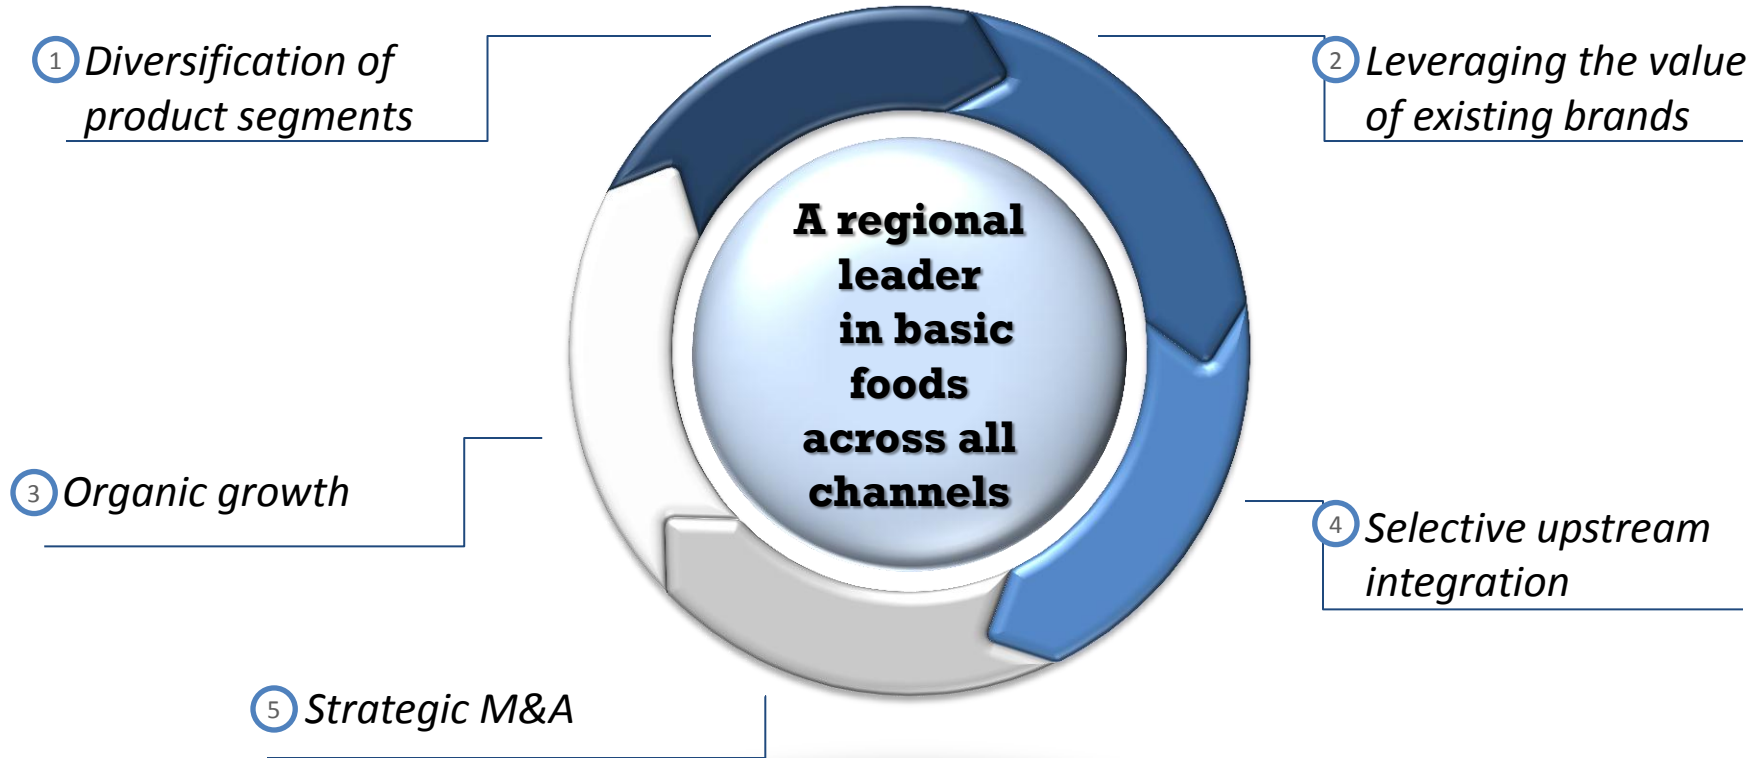 1 Diversification of
product segments
2 Leveraging the value
of existing brands
A regional
leader
in basic
foods
across all
channels
3 Organic growth
4 Selective upstream
integration
5 Strategic M&A